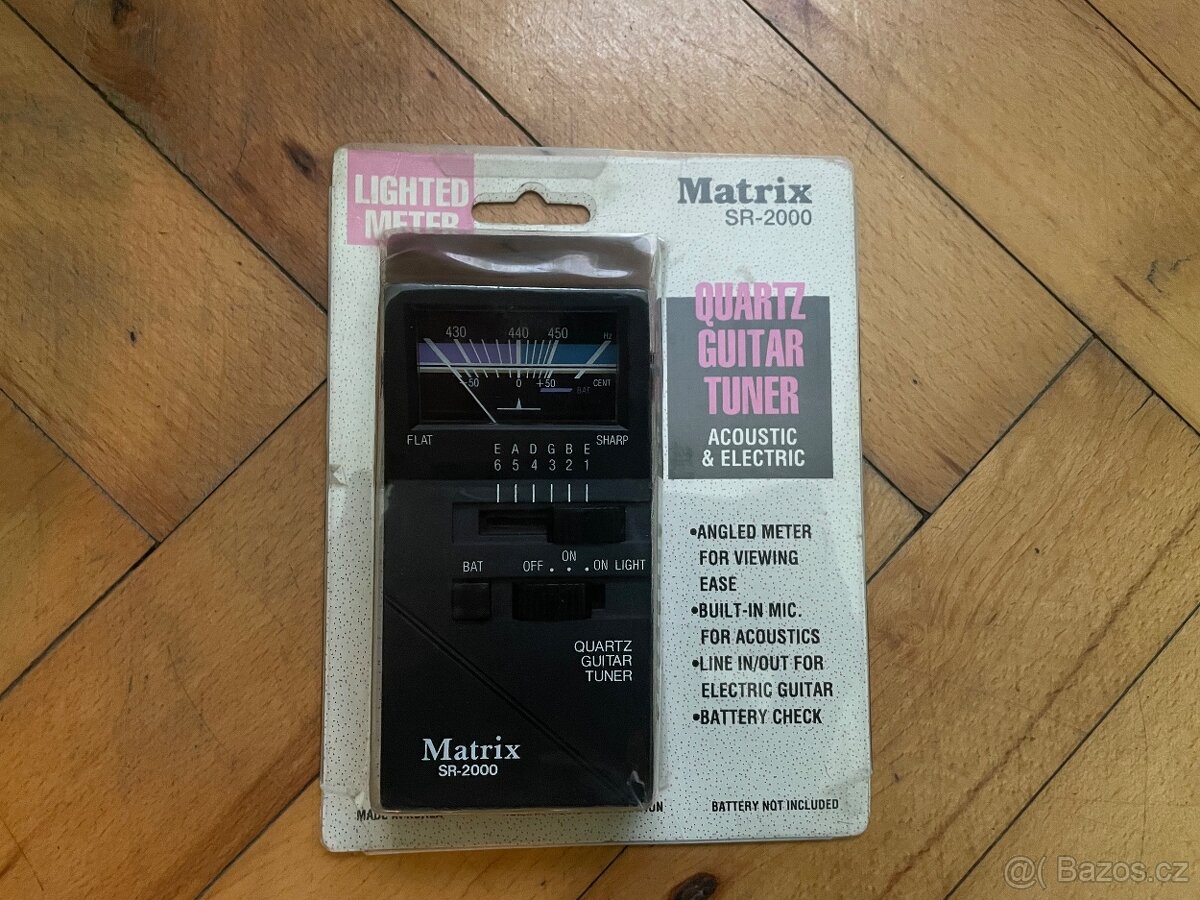 LIGHTED
METER
Matrix
SR-2000
QUARTZ
GUITAR
TUNER
ACOUSTIC
& ELECTRIC
430 440 450 Hz
-50 0 +50 CENT
BAT
FLAT SHARP
E A D G B E
6 5 4 3 2 1
BAT OFF ON ON LIGHT
QUARTZ
GUITAR
TUNER
Matrix
SR-2000
•ANGLED METER
FOR VIEWING
EASE
•BUILT-IN MIC.
FOR ACOUSTICS
•LINE IN/OUT FOR
ELECTRIC GUITAR
•BATTERY CHECK
MADE IN KOREA
BATTERY NOT INCLUDED
@( Bazos.cz